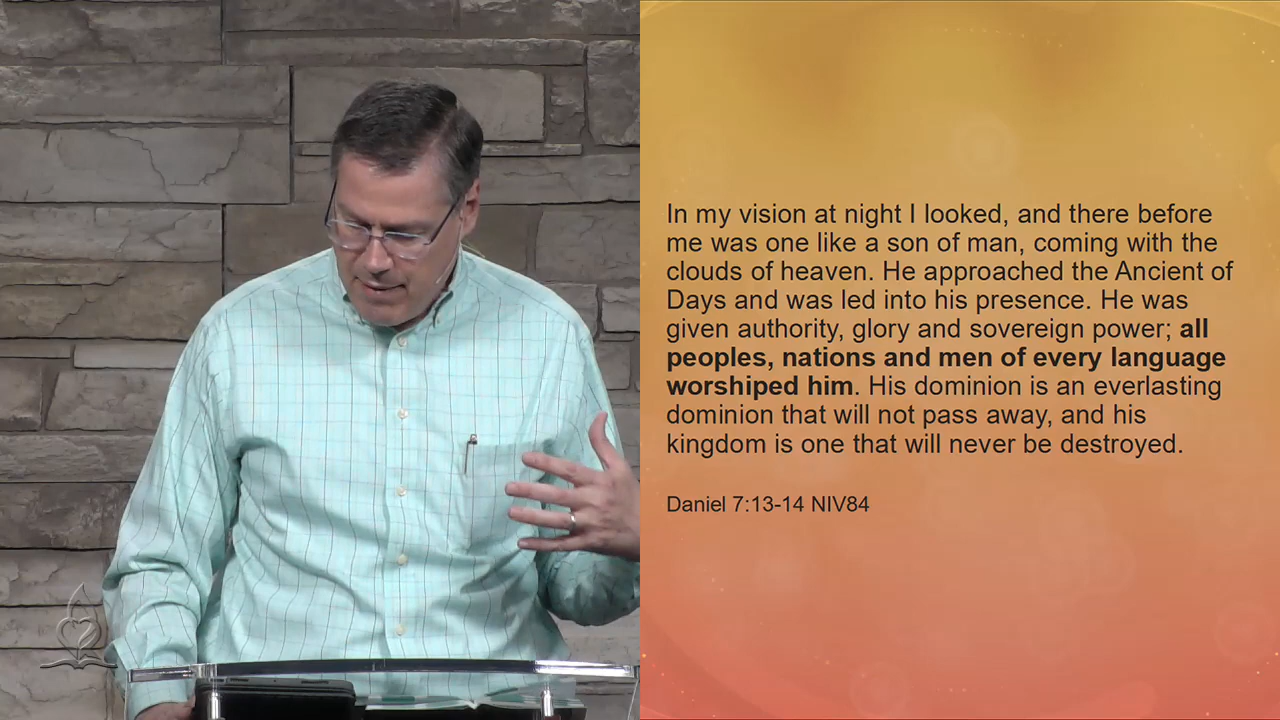 In my vision at night I looked, and there before
me was one like a son of man, coming with the
clouds of heaven. He approached the Ancient of
Days and was led into his presence. He was
given authority, glory and sovereign power; all
peoples, nations and men of every language
worshiped him. His dominion is an everlasting
dominion that will not pass away, and his
kingdom is one that will never be destroyed.
Daniel 7:13-14 NIV84